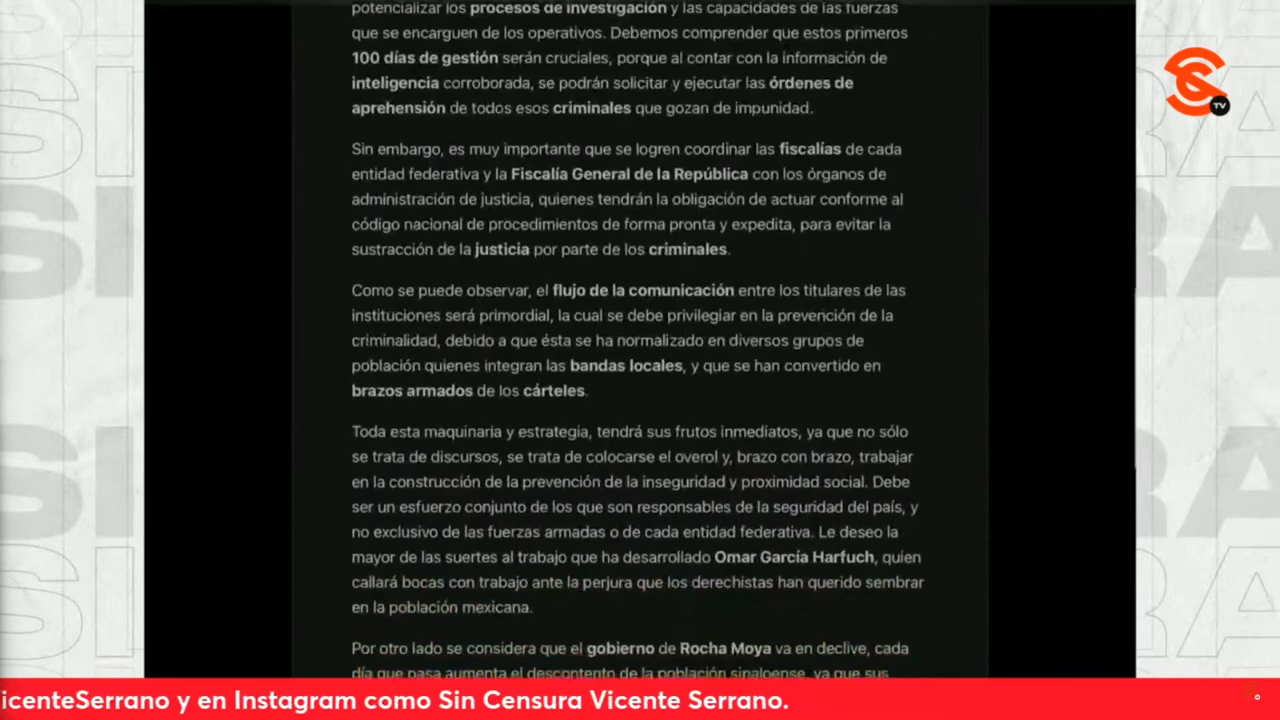 potencializar los procesos de investigación y las capacidades de las fuerzas
que se encarguen de los operativos. Debemos comprender que estos primeros
100 días de gestión serán cruciales, porque al contar con la información de
inteligencia corroborada, se podrán solicitar y ejecutar las órdenes de
aprehensión de todos esos criminales que gozan de impunidad.
Sin embargo, es muy importante que se logren coordinar las fiscalías de cada
entidad federativa y la Fiscalía General de la República con los órganos de
administración de justicia, quienes tendrán la obligación de actuar conforme al
código nacional de procedimientos de forma pronta y expedita, para evitar la
sustracción de la justicia por parte de los criminales.
Como se puede observar, el flujo de la comunicación entre los titulares de las
instituciones será primordial, la cual se debe privilegiar en la prevención de la
criminalidad, debido a que ésta se ha normalizado en diversos grupos de
población quienes integran las bandas locales, y que se han convertido en
brazos armados de los cárteles.
Toda esta maquinaria y estrategia, tendrá sus frutos inmediatos, ya que no sólo
se trata de discursos, se trata de colocarse el overol y, brazo con brazo, trabajar
en la construcción de la prevención de la inseguridad y proximidad social. Debe
ser un esfuerzo conjunto de los que son responsables de la seguridad del país, y
no exclusivo de las fuerzas armadas o de cada entidad federativa. Le deseo la
mayor de las suertes al trabajo que ha desarrollado Omar García Harfuch, quien
callará bocas con trabajo ante la perjura que los derechistas han querido sembrar
en la población mexicana.
Por otro lado se considera que el gobierno de Rocha Moya va en declive, cada
día que pasa aumenta el descontento de la población sinaloense, ya que sus
icenteSerrano y en Instagram como Sin Censura Vicente Serrano.
TV